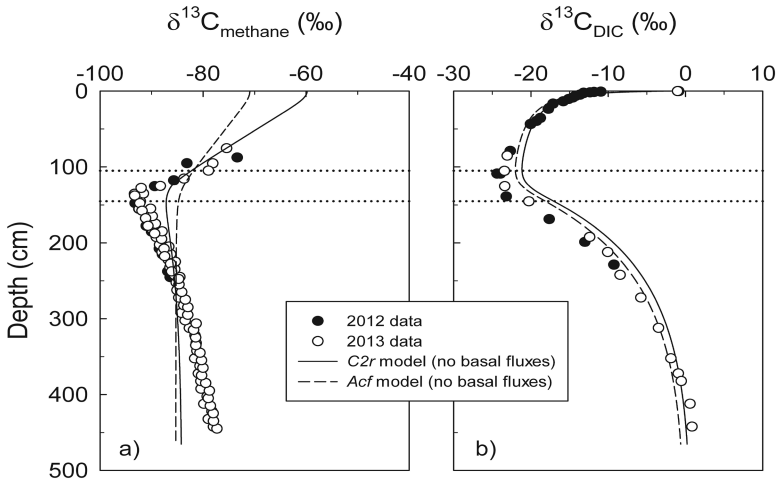 δ¹³Cmethane (‰)
δ¹³CDIC (‰)
-100 -80 -60 -40
-30 -20 -10 0 10
0
100
200
300
400
500
Depth (cm)
2012 data
2013 data
C2r model (no basal fluxes)
Acf model (no basal fluxes)
a)
b)